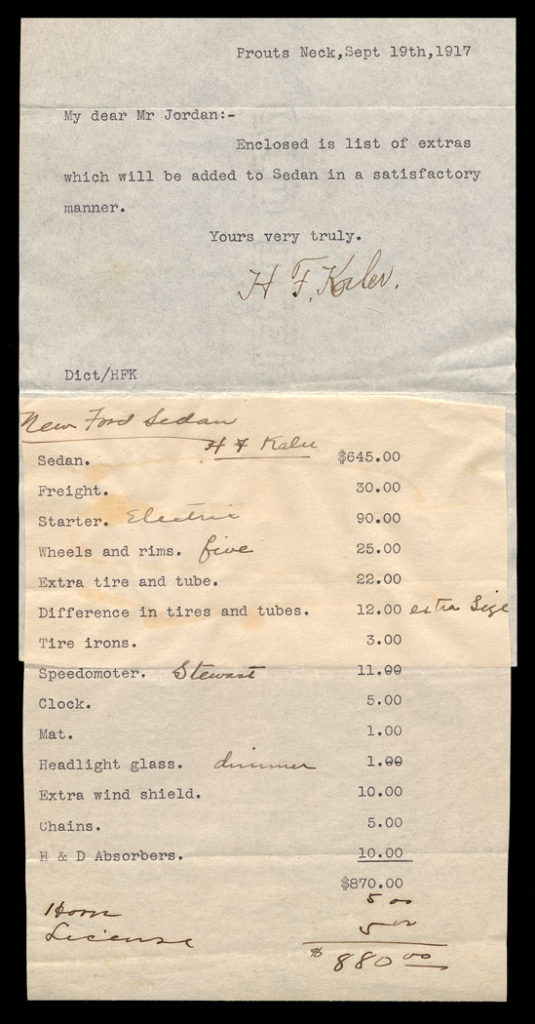 Prouts Neck,Sept 19th,1917
My dear Mr Jordan:-
Enclosed is list of extras
which will be added to Sedan in a satisfactory
manner.
Yours very truly.
H F. Kaler.
Dict/HFK
New Ford Sedan
H F Kaler
Sedan. $645.00
Freight. 30.00
Starter. Electric 90.00
Wheels and rims. five 25.00
Extra tire and tube. 22.00
Difference in tires and tubes. 12.00 extra Size
Tire irons. 3.00
Speedomoter. Stewart 11.00
Clock. 5.00
Mat. 1.00
Headlight glass. dimmer 1.00
Extra wind shield. 10.00
Chains. 5.00
H & D Absorbers. 10.00
$870.00
Horn 5 00
License 5 00
$ 880 00